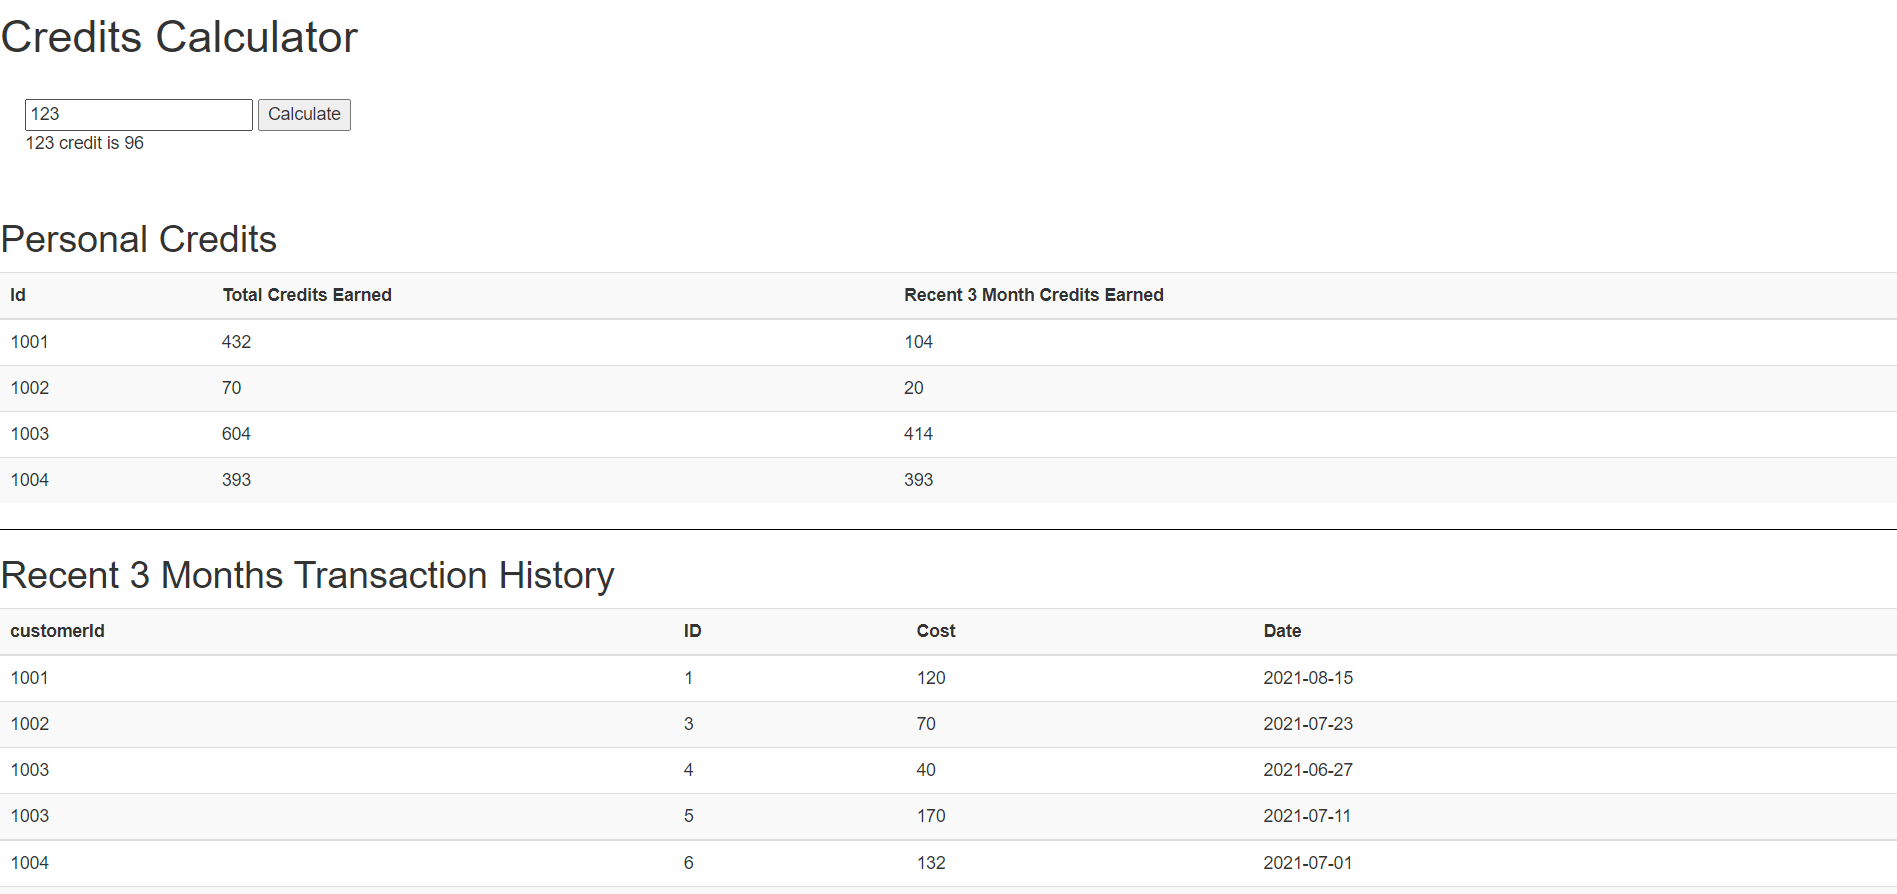 Credits Calculator
123 Calculate
123 credit is 96
Personal Credits
Id Total Credits Earned Recent 3 Month Credits Earned
1001 432 104
1002 70 20
1003 604 414
1004 393 393
Recent 3 Months Transaction History
customerId ID Cost Date
1001 1 120 2021-08-15
1002 3 70 2021-07-23
1003 4 40 2021-06-27
1003 5 170 2021-07-11
1004 6 132 2021-07-01